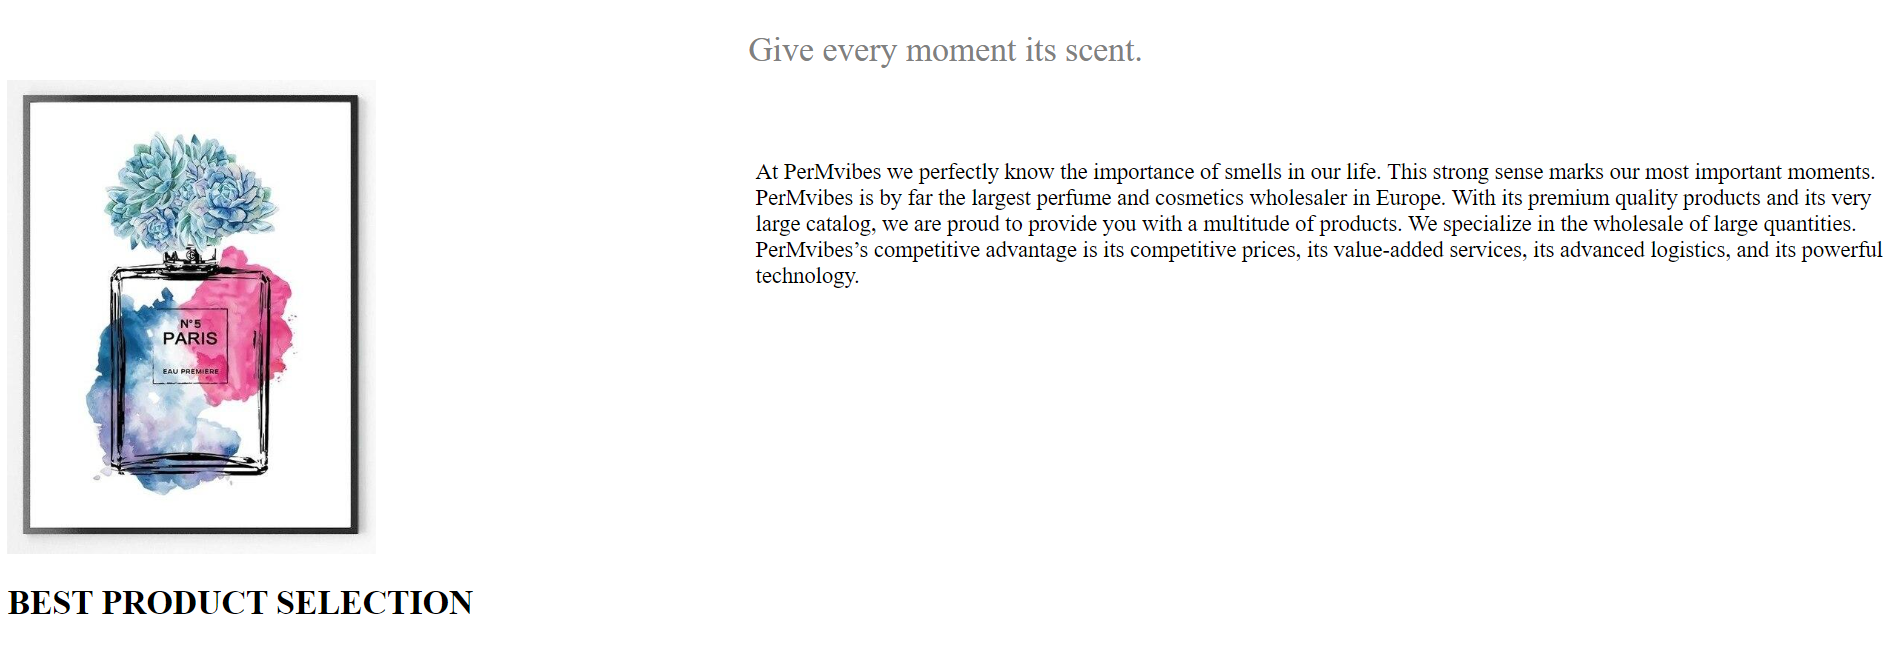 Give every moment its scent.
N°5
PARIS
EAU PREMIERE
At PerMvibes we perfectly know the importance of smells in our life. This strong sense marks our most important moments.
PerMvibes is by far the largest perfume and cosmetics wholesaler in Europe. With its premium quality products and its very
large catalog, we are proud to provide you with a multitude of products. We specialize in the wholesale of large quantities.
PerMvibes’s competitive advantage is its competitive prices, its value-added services, its advanced logistics, and its powerful
technology.
BEST PRODUCT SELECTION